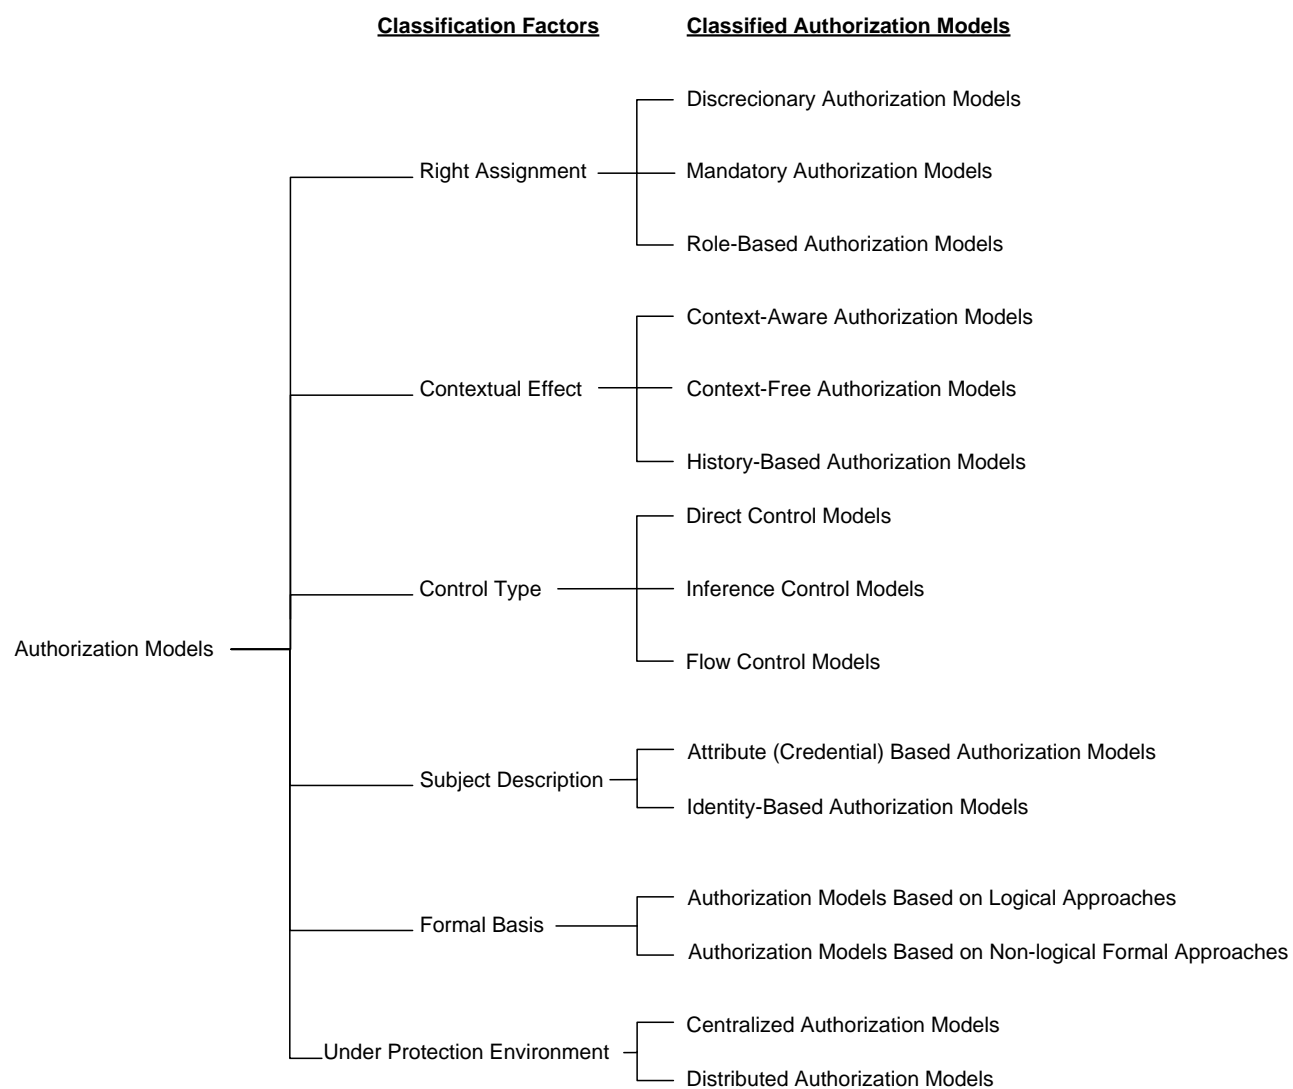 Classification Factors
Classified Authorization Models
Discrecionary Authorization Models
Right Assignment
Mandatory Authorization Models
Role-Based Authorization Models
Context-Aware Authorization Models
Contextual Effect
Context-Free Authorization Models
History-Based Authorization Models
Direct Control Models
Control Type
Inference Control Models
Authorization Models
Flow Control Models
Attribute (Credential) Based Authorization Models
Subject Description
Identity-Based Authorization Models
Authorization Models Based on Logical Approaches
Formal Basis
Authorization Models Based on Non-logical Formal Approaches
Centralized Authorization Models
Under Protection Environment
Distributed Authorization Models